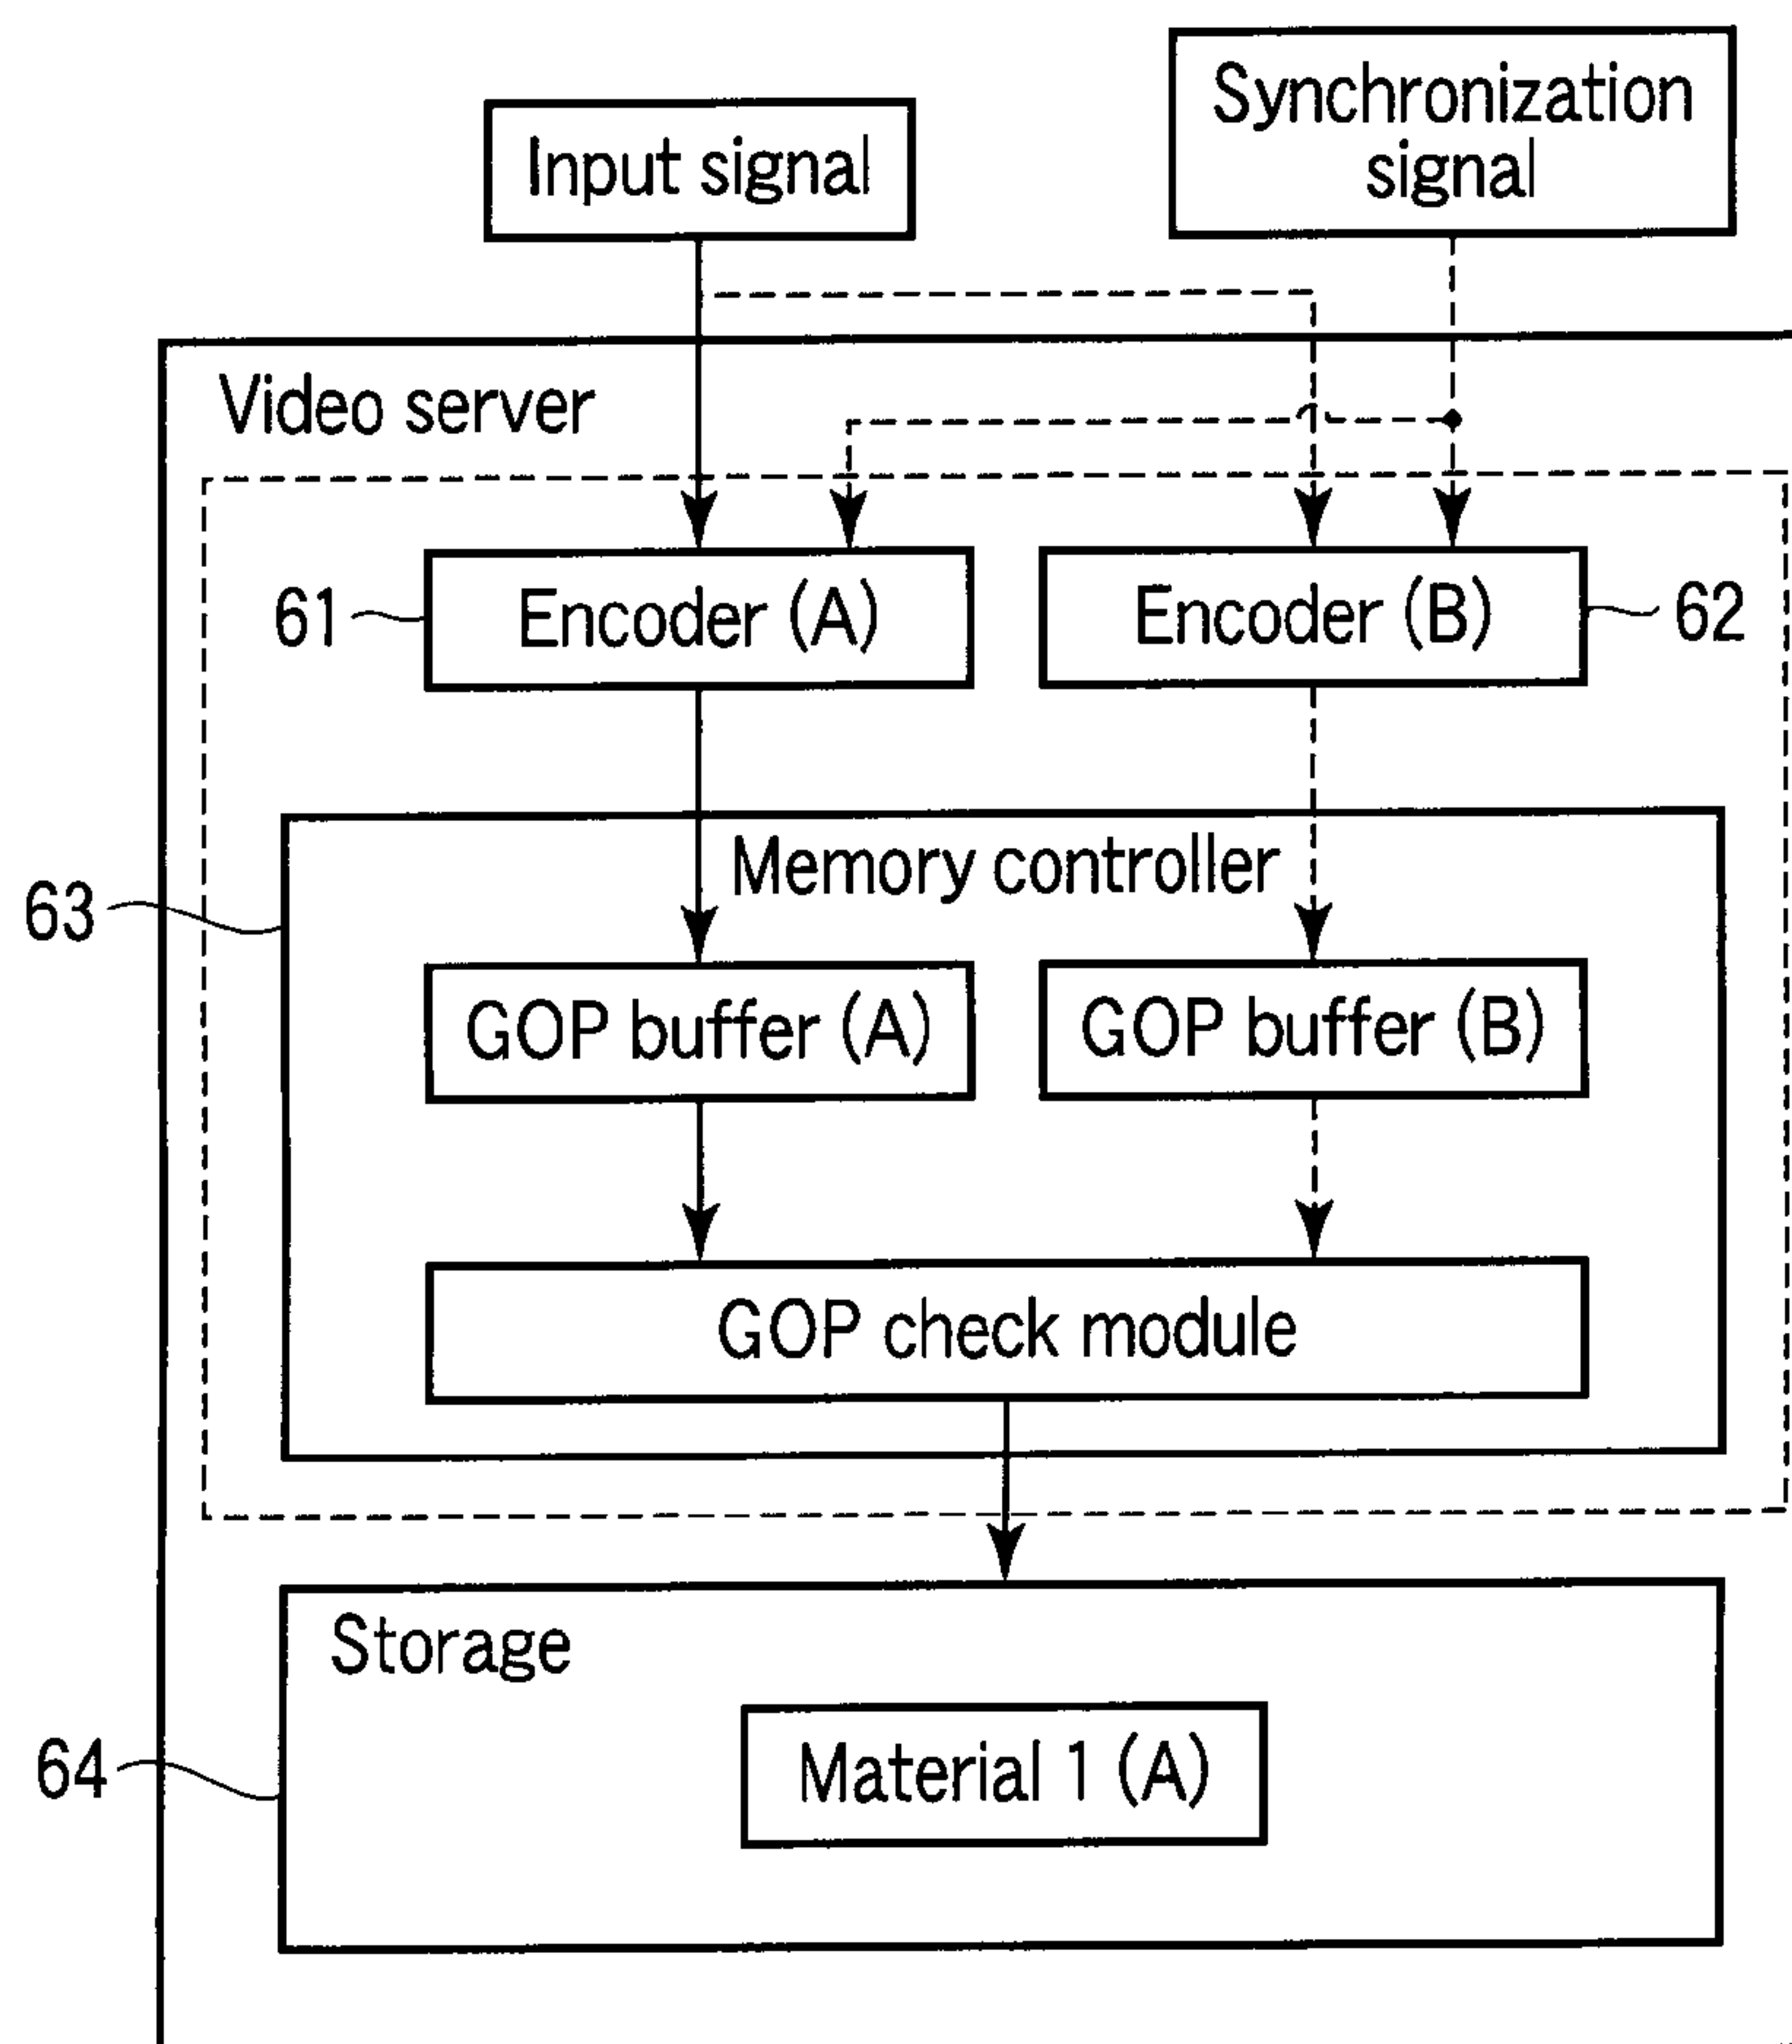 Synchronization
signal
Input signal
Video server
61
Encoder (A)
Encoder (B)
62
Memory controller
63
GOP buffer (A)
GOP buffer (B)
GOP check module
Storage
64
Material 1 (A)